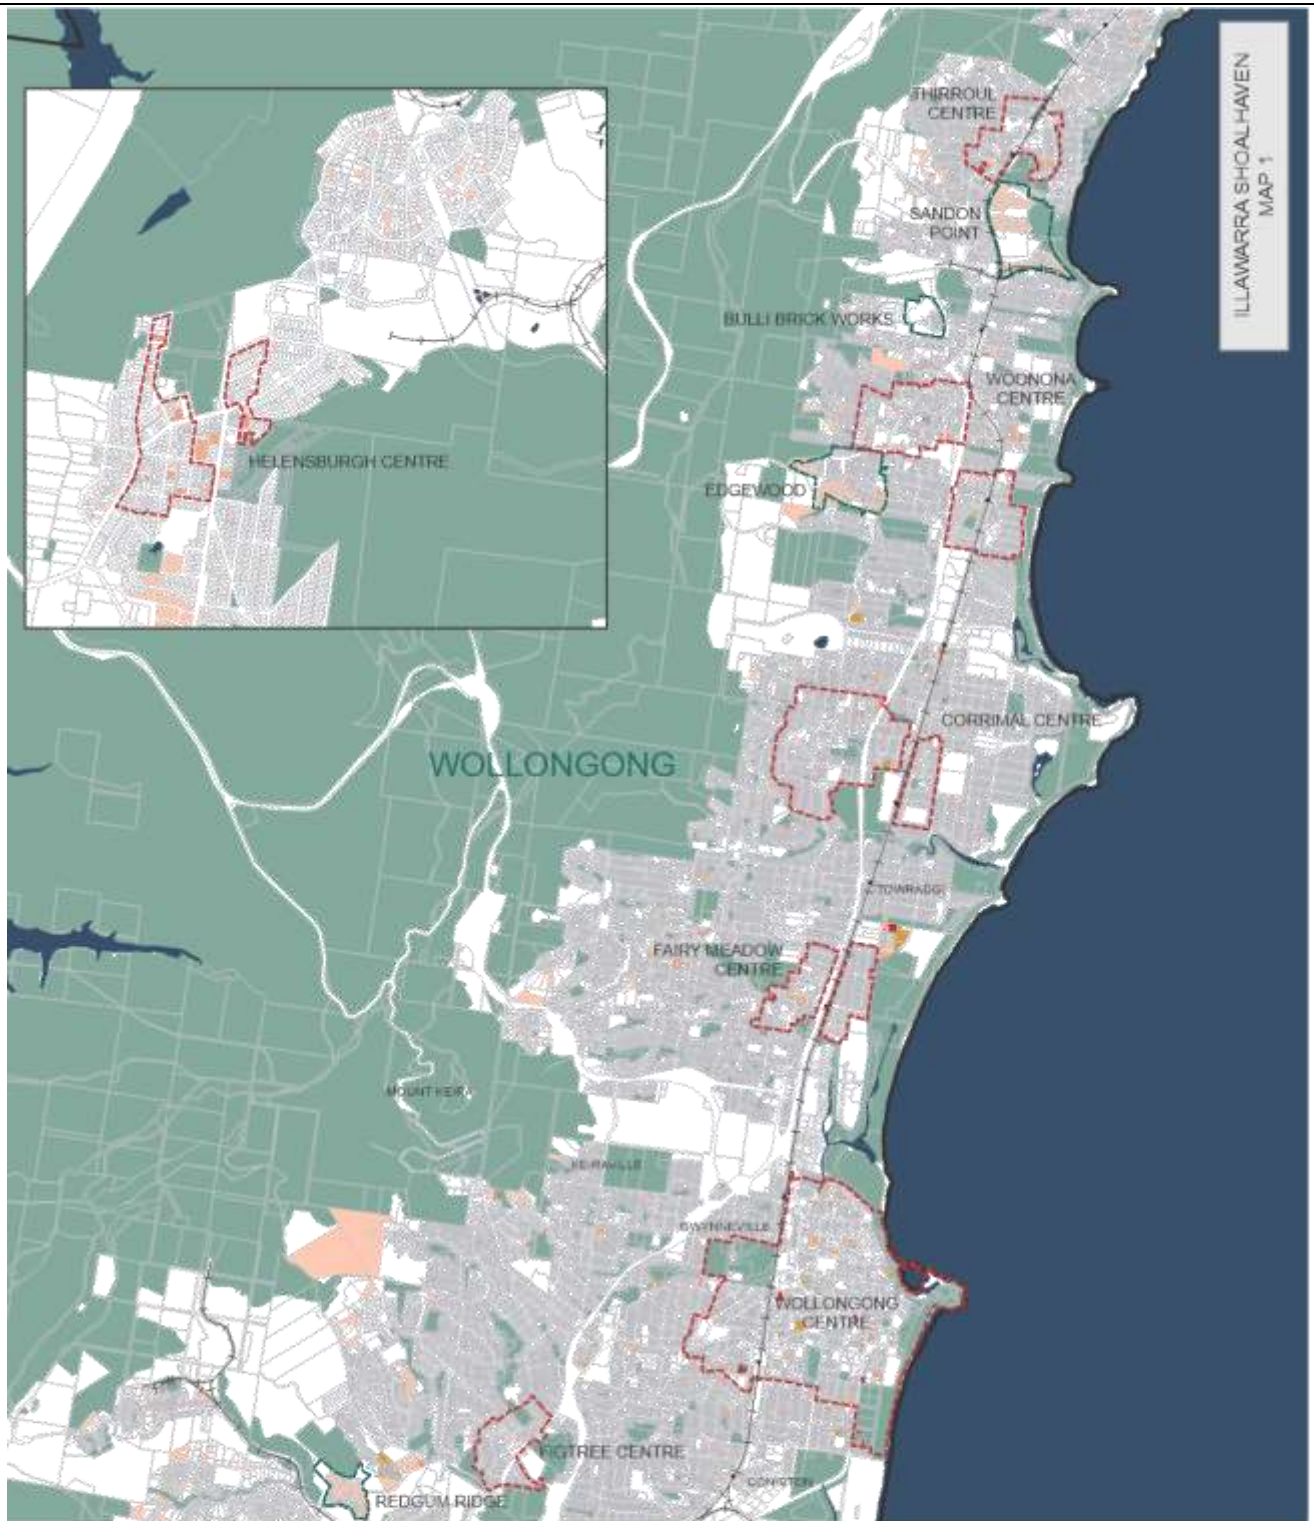 ILLAWARRA SHOALHAVEN
MAP 1
THIRROUL
CENTRE
SANDON
POINT
BULLI BRICK WORKS
WOONONA
CENTRE
HELENSBURGH CENTRE
EDGEWOOD
CORRIMAL CENTRE
WOLLONGONG
TOWRADGI
FAIRY MEADOW
CENTRE
MOUNT KEIRA
KEIRAVILLE
GWYNNEVILLE
WOLLONGONG
CENTRE
FIGTREE CENTRE
CONISTON
REDGUM RIDGE